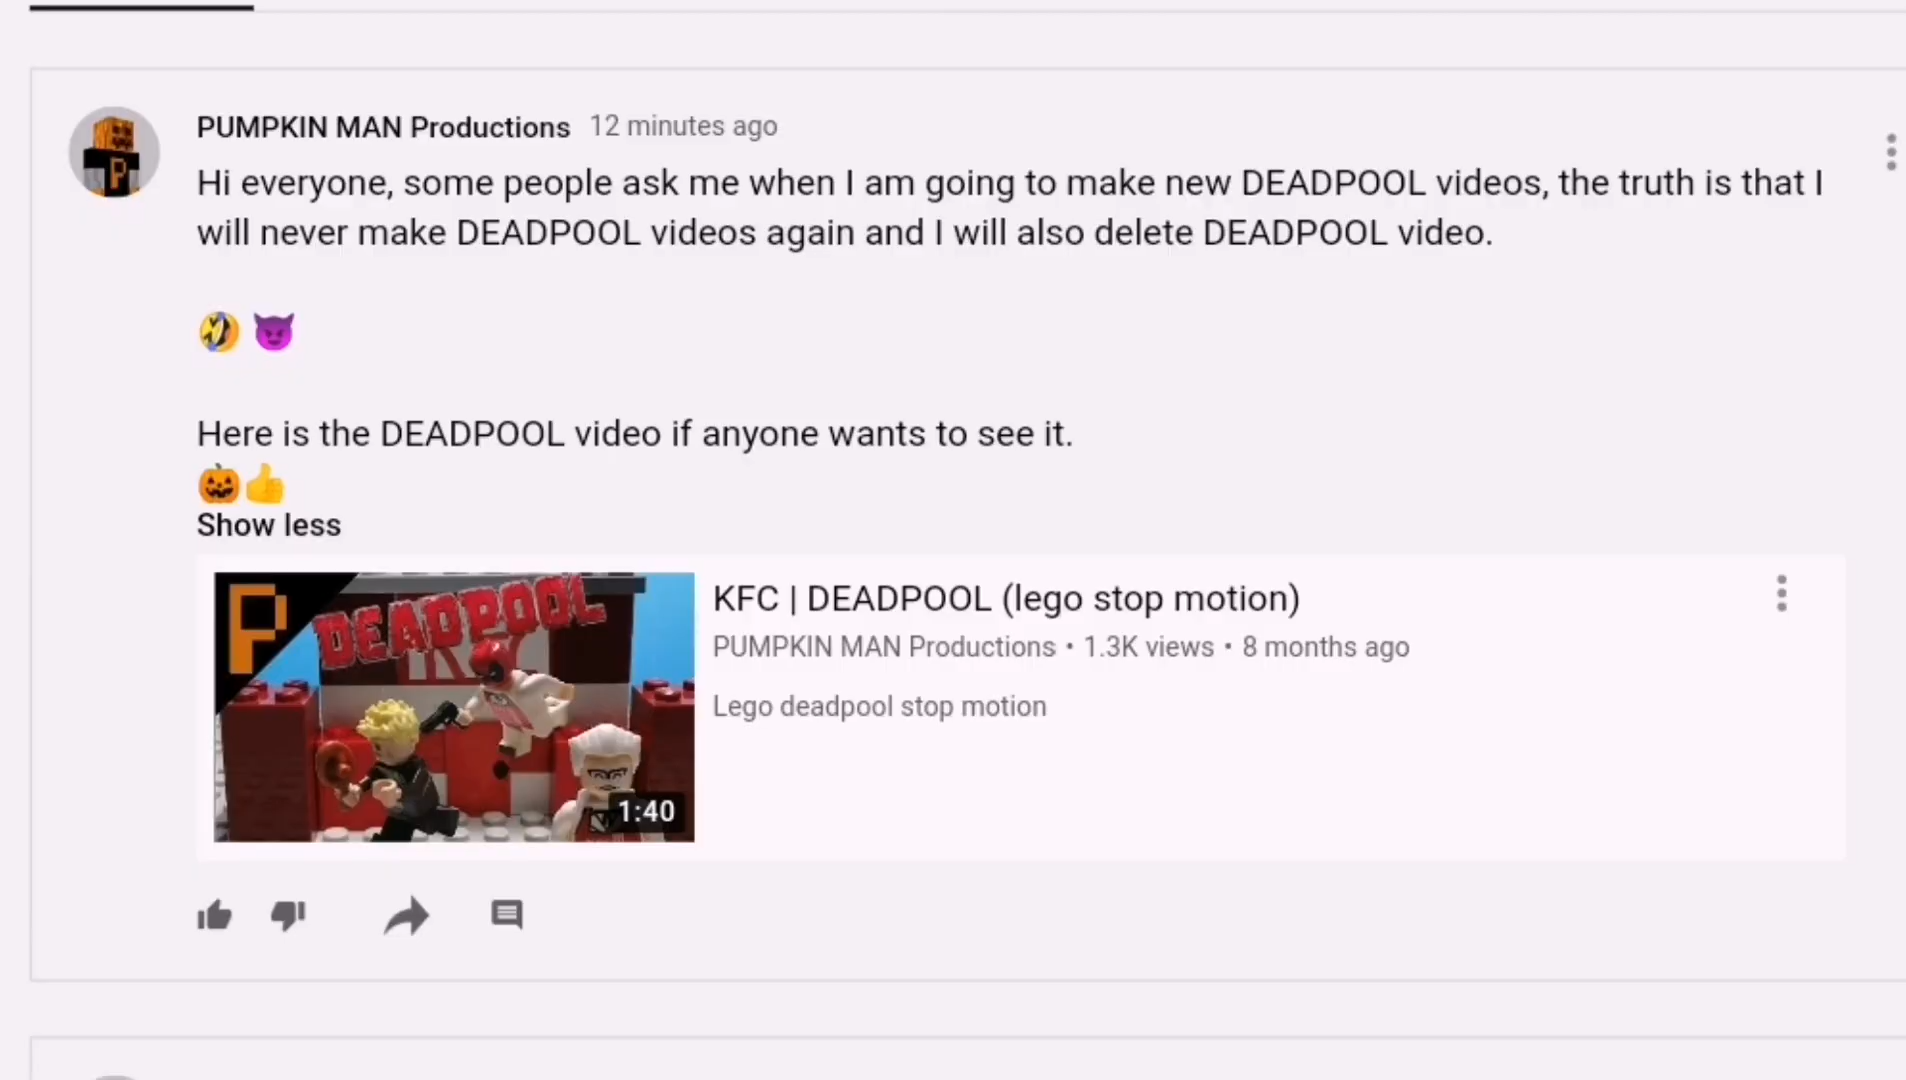 PUMPKIN MAN Productions 12 minutes ago
Hi everyone, some people ask me when I am going to make new DEADPOOL videos, the truth is that I
will never make DEADPOOL videos again and I will also delete DEADPOOL video.
🤣 😈
Here is the DEADPOOL video if anyone wants to see it.
🎃👍
Show less
P
DEADPOOL
KFC
1:40
KFC | DEADPOOL (lego stop motion)
PUMPKIN MAN Productions • 1.3K views • 8 months ago
Lego deadpool stop motion